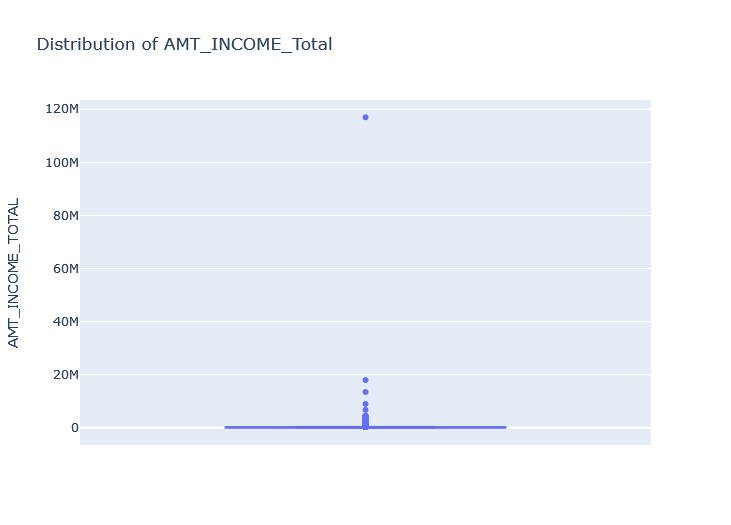 Distribution of AMT_INCOME_Total
120M
100M
80M
60M
40M
20M
0
AMT_INCOME_TOTAL